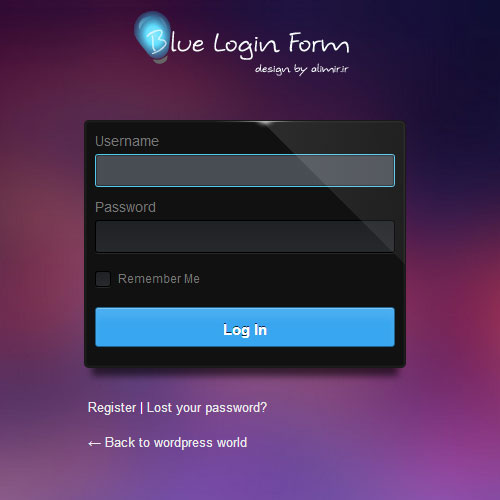 Blue Login Form
design by alimir.ir
Username
Password
Remember Me
Log In
Register | Lost your password?
← Back to wordpress world